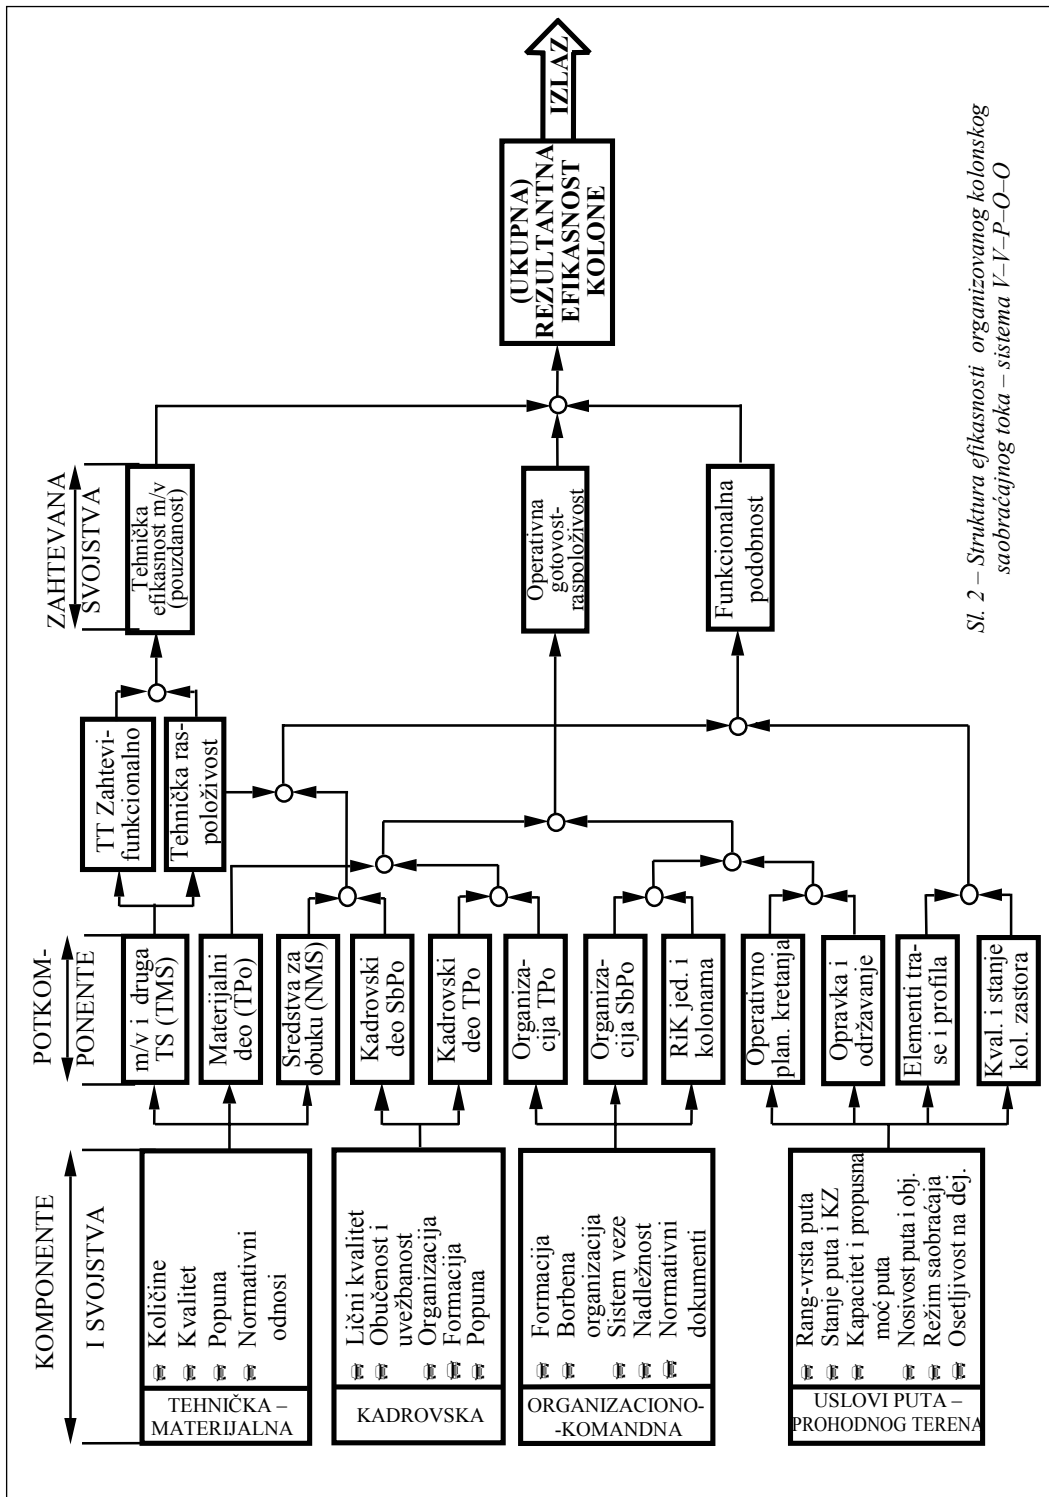 KOMPONENTE
I SVOJSTVA
TEHNIČKA –
MATERIJALNA
Količine
Kvalitet
Popuna
Normativni
odnosi
KADROVSKA
Lični kvalitet
Obučenost i
uvežbanost
Organizacija
Formacija
Popuna
ORGANIZACIONO-
-KOMANDNA
Formacija
Borbena
organizacija
Sistem veze
Nadležnost
Normativni
dokumenti
USLOVI PUTA –
PROHODNOG TERENA
Rang-vrsta puta
Stanje puta i KZ
Kapacitet i propusna
moć puta
Nosivost puta i obj.
Režim saobraćaja
Osetljivost na dej.
POTKOM-
PONENTE
m/v i druga
TS (TMS)
Materijalni
deo (TPo)
Sredstva za
obuku (NMS)
Kadrovski
deo SbPo
Kadrovski
deo TPo
Organiza-
cija TPo
Organiza-
cija SbPo
RiK jed. i
kolonama
Operativno
plan. kretanja
Opravka i
održavanje
Elementi tra-
se i profila
Kval. i stanje
kol. zastora
TT Zahtevi-
funkcionalno
Tehnička ras-
položivost
ZAHTEVANA
SVOJSTVA
Tehnička
efikasnost m/v
(pouzdanost)
Operativna
gotovost-
raspoloživost
Funkcionalna
podobnost
(UKUPNA)
REZULTANTNA
EFIKASNOST
KOLONE
IZLAZ
Sl. 2 – Struktura efikasnosti organizovanog kolonskog
saobraćajnog toka – sistema V–V–P–O–O